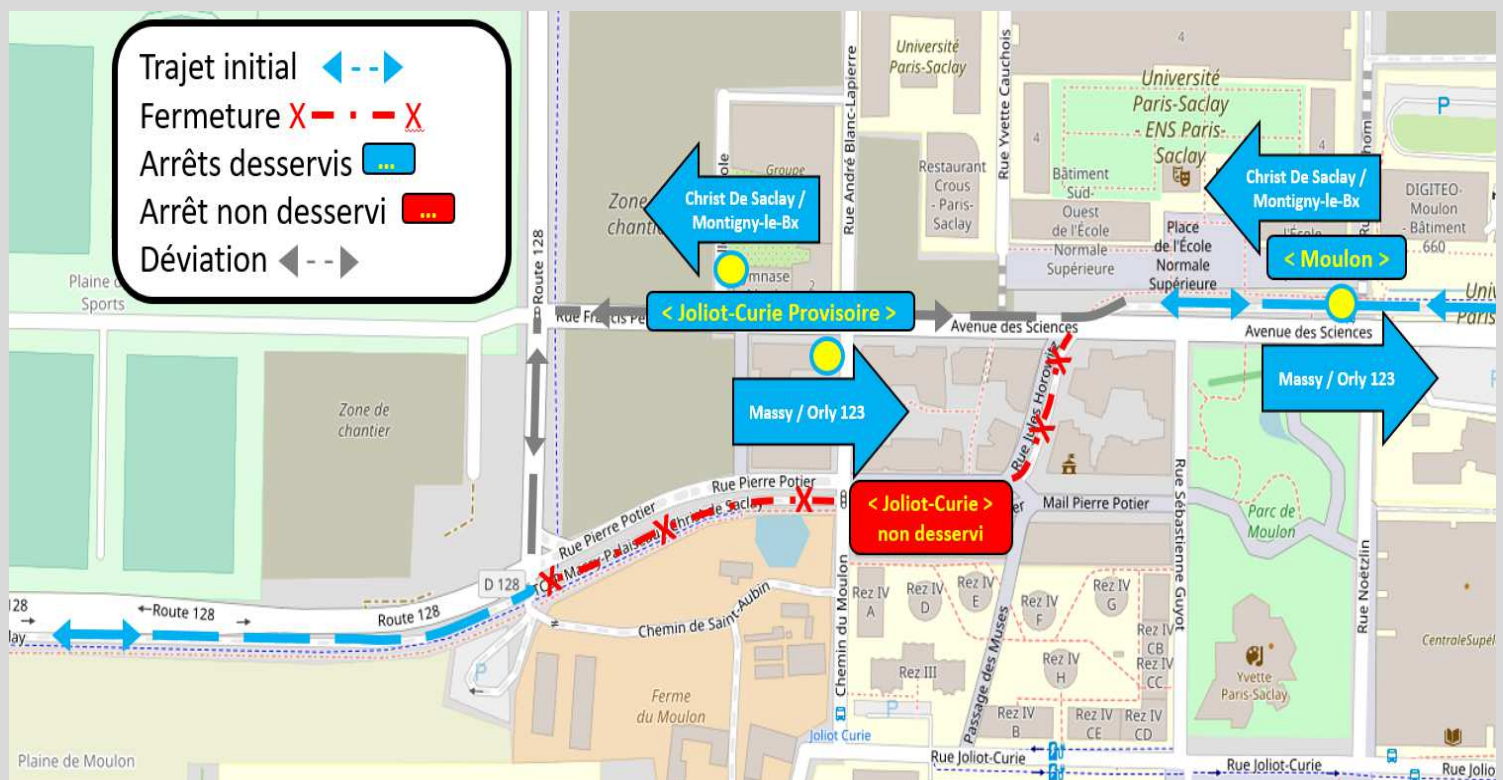 Trajet initial
Fermeture X X
Arrêts desservis ...
Arrêt non desservi ...
Déviation
Université
Paris-Saclay
Rue André Blanc-Lapierre
Rue Yvette Cauchois
4
Université
Paris-Saclay
- ENS Paris-
Saclay
P
4
4
Restaurant
Crous
- Paris-
Saclay
Bâtiment
Sud-
Ouest
de l'École
Normale
Supérieure
Place
de l'École
Normale
Supérieure
l'École
DIGITEO-
Moulon
- Bâtiment
660
Groupe
Christ De Saclay /
Montigny-le-Bx
Christ De Saclay /
Montigny-le-Bx
< Moulon >
Route 128
Zone de
chantier
Plaine
Sports
2
< Joliot-Curie Provisoire >
Avenue des Sciences
Avenue des Sciences
Massy / Orly 123
Massy / Orly 123
Zone de
chantier
Rue Jules Horowitz
Rue Pierre Potier
Rue Pierre Potier
Mail Pierre Potier
< Joliot-Curie >
non desservi
Rue Sébastienne Guyot
Parc de
Moulon
Rue Noëtzlin
D 128
128
←Route 128
Route 128
Chemin de Saint-Aubin
Chemin du Moulon
Passage des Muses
Rez IV
A
Rez IV
D
Rez IV
E
Rez IV
F
Rez IV
G
Rez IV
CB
Rez IV
CC
Rez III
Rez IV
H
Rez IV
B
Rez IV
CE
Rez IV
CD
Yvette
Paris-Saclay
P
P
Ferme
du Moulon
Joliot Curie
Plaine de Moulon
Rue Joliot-Curie
Rue Joliot-Curie